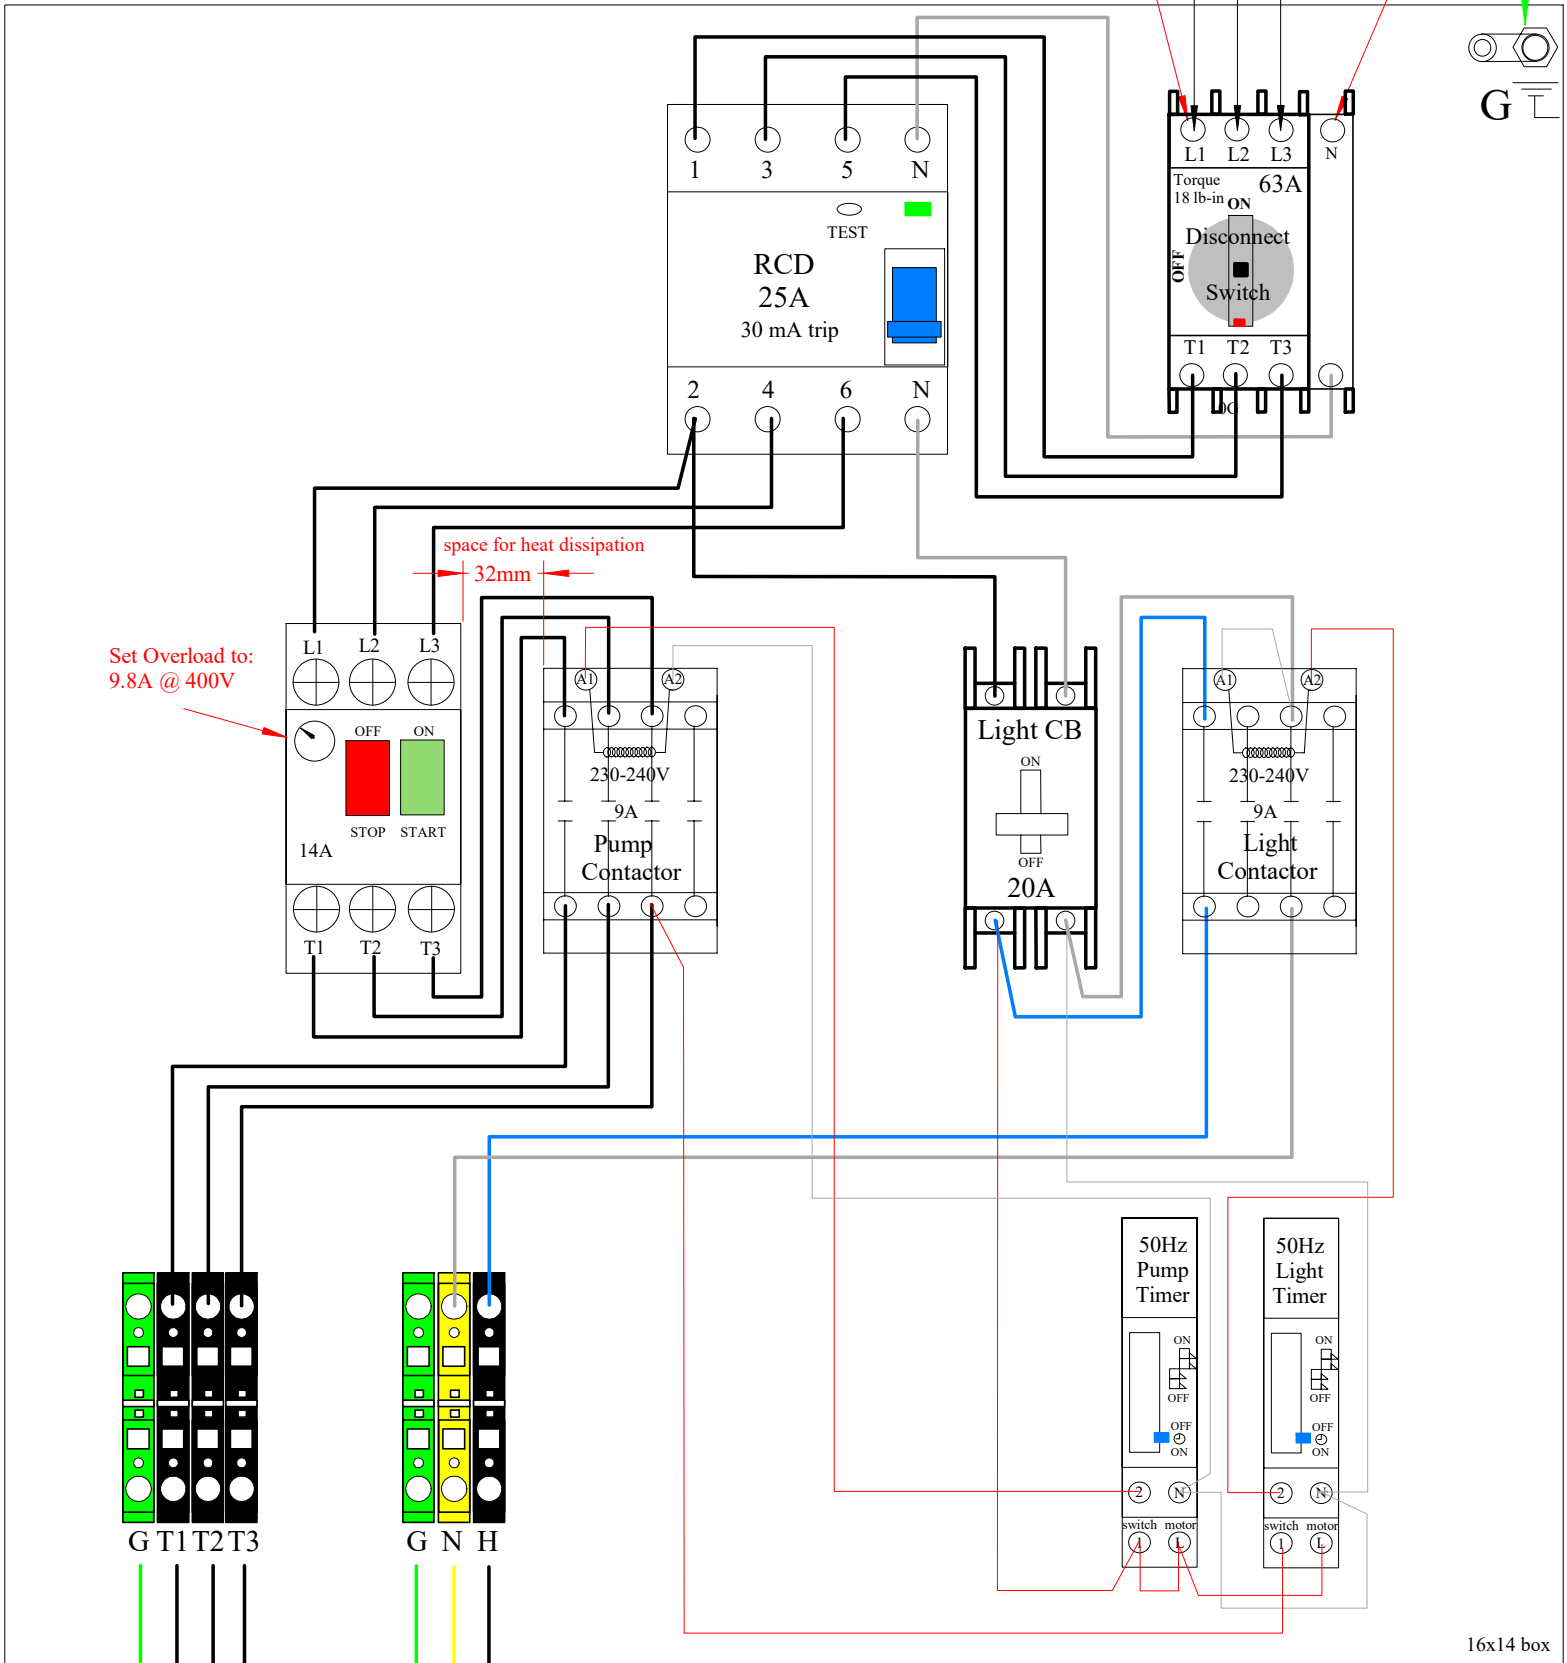 G
L1 L2 L3 N
Torque
18 lb-in
63A
ON
OFF
Disconnect
Switch
T1 T2 T3
1 3 5 N
TEST
RCD
25A
30 mA trip
2 4 6 N
space for heat dissipation
32mm
Set Overload to:
9.8A @ 400V
L1 L2 L3
OFF ON
STOP START
14A
T1 T2 T3
A1 A2
230-240V
9A
Pump
Contactor
Light CB
ON
OFF
20A
A1 A2
230-240V
9A
Light
Contactor
50Hz
Pump
Timer
ON
OFF
OFF
ON
2 N
switch motor
1 L
50Hz
Light
Timer
ON
OFF
OFF
ON
2 N
switch motor
1 L
G T1 T2 T3
G N H
16x14 box